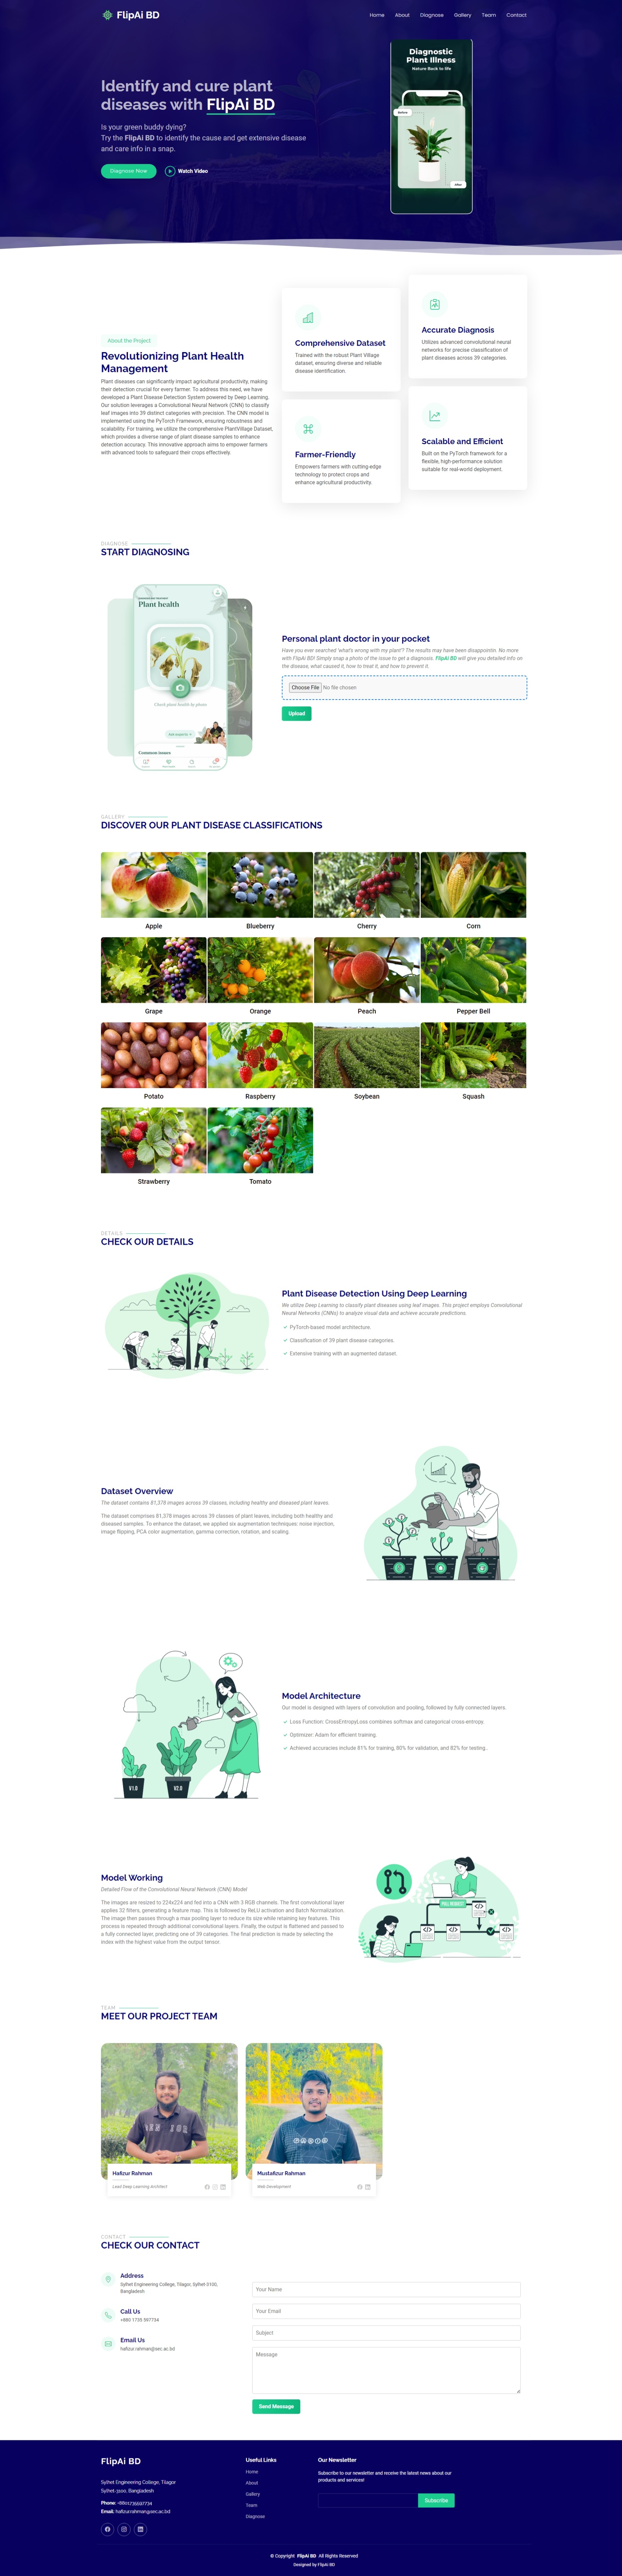 FlipAi BD
Home
About
Diagnose
Gallery
Team
Contact
Identify and cure plant
diseases with FlipAi BD
Is your green buddy dying?
Try the FlipAi BD to identify the cause and get extensive disease
and care info in a snap.
Diagnose Now
Watch Video
Diagnostic
Plant Illness
Nature Back to life
Before
After
About the Project
Revolutionizing Plant Health
Management
Plant diseases can significantly impact agricultural productivity, making
their detection crucial for every farmer. To address this need, we have
developed a Plant Disease Detection System powered by Deep Learning.
Our solution leverages a Convolutional Neural Network (CNN) to classify
leaf images into 39 distinct categories with precision. The CNN model is
implemented using the PyTorch Framework, ensuring robustness and
scalability. For training, we utilize the comprehensive PlantVillage Dataset,
which provides a diverse range of plant disease samples to enhance
detection accuracy. This innovative approach aims to empower farmers
with advanced tools to safeguard their crops effectively.
Comprehensive Dataset
Trained with the robust Plant Village
dataset, ensuring diverse and reliable
disease identification.
Accurate Diagnosis
Utilizes advanced convolutional neural
networks for precise classification of
plant diseases across 39 categories.
Farmer-Friendly
Empowers farmers with cutting-edge
technology to protect crops and
enhance agricultural productivity.
Scalable and Efficient
Built on the PyTorch framework for a
flexible, high-performance solution
suitable for real-world deployment.
DIAGNOSE
START DIAGNOSING
Plant health
Check plant health by photo
Common issues
Personal plant doctor in your pocket
Have you ever searched 'what's wrong with my plant'? The results may have been disappointing. No more
with FlipAi BD! Simply snap a photo of the issue to get a diagnosis. FlipAi BD will give you detailed info on
the disease, what caused it, how to treat it, and how to prevent it.
Choose File No file chosen
Upload
GALLERY
DISCOVER OUR PLANT DISEASE CLASSIFICATIONS
Apple
Blueberry
Cherry
Corn
Grape
Orange
Peach
Pepper Bell
Potato
Raspberry
Soybean
Squash
Strawberry
Tomato
DETAILS
CHECK OUR DETAILS
Plant Disease Detection Using Deep Learning
We utilize Deep Learning to classify plant diseases using leaf images. This project employs Convolutional
Neural Networks (CNNs) to analyze visual data and achieve accurate predictions.
PyTorch-based model architecture.
Classification of 39 plant disease categories.
Extensive training with an augmented dataset.
Dataset Overview
The dataset contains 81,378 images across 39 classes, including healthy and diseased plant leaves.
The dataset comprises 81,378 images across 39 classes of plant leaves, including both healthy and
diseased samples. To enhance the dataset, we applied six augmentation techniques: noise injection,
image flipping, PCA color augmentation, gamma correction, rotation, and scaling.
V1.0
V2.0
Model Architecture
Our model is designed with layers of convolution and pooling, followed by fully connected layers.
Loss Function: CrossEntropyLoss combines softmax and categorical cross-entropy.
Optimizer: Adam for efficient training.
Achieved accuracies include 81% for training, 80% for validation, and 82% for testing..
Model Working
Detailed Flow of the Convolutional Neural Network (CNN) Model
The images are resized to 224x224 and fed into a CNN with 3 RGB channels. The first convolutional layer
applies 32 filters, generating a feature map. This is followed by ReLU activation and Batch Normalization.
The image then passes through a max pooling layer to reduce its size while retaining key features. This
process is repeated through additional convolutional layers. Finally, the output is flattened and passed to
a fully connected layer, predicting one of 39 categories. The final prediction is made by selecting the
index with the highest value from the output tensor.
TEAM
MEET OUR PROJECT TEAM
Hafizur Rahman
Lead Deep Learning Architect
Mustafizur Rahman
Web Development
CONTACT
CHECK OUR CONTACT
Address
Sylhet Engineering College, Tilagor, Sylhet-3100,
Bangladesh
Call Us
+880 1735 597734
Email Us
hafizur.rahman@sec.ac.bd
Your Name
Your Email
Subject
Message
Send Message
FlipAi BD
Sylhet Engineering College, Tilagor
Sylhet-3100, Bangladesh
Phone: +8801735597734
Email: hafizur.rahman@sec.ac.bd
Useful Links
Home
About
Gallery
Team
Diagnose
Our Newsletter
Subscribe to our newsletter and receive the latest news about our
products and services!
Subscribe
© Copyright FlipAi BD All Rights Reserved
Designed by FlipAi BD